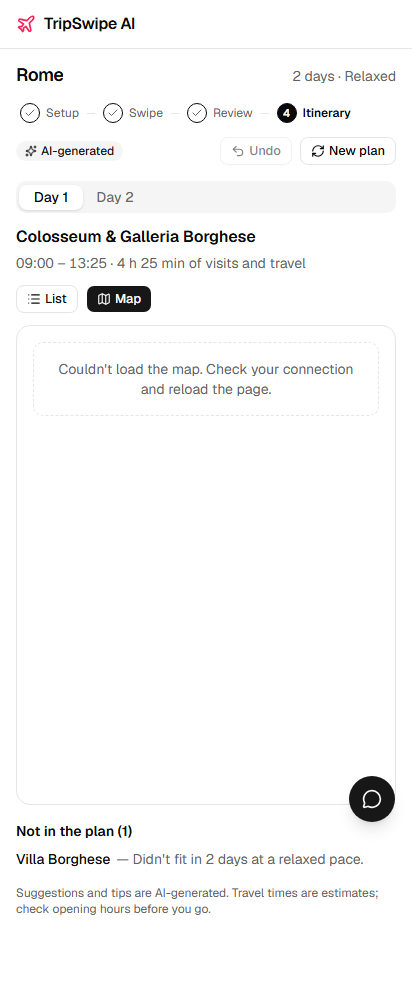 TripSwipe AI
Rome
2 days · Relaxed
Setup
Swipe
Review
4 Itinerary
AI-generated
Undo
New plan
Day 1
Day 2
Colosseum & Galleria Borghese
09:00 – 13:25 · 4 h 25 min of visits and travel
List
Map
Couldn't load the map. Check your connection
and reload the page.
Not in the plan (1)
Villa Borghese — Didn't fit in 2 days at a relaxed pace.
Suggestions and tips are AI-generated. Travel times are estimates;
check opening hours before you go.